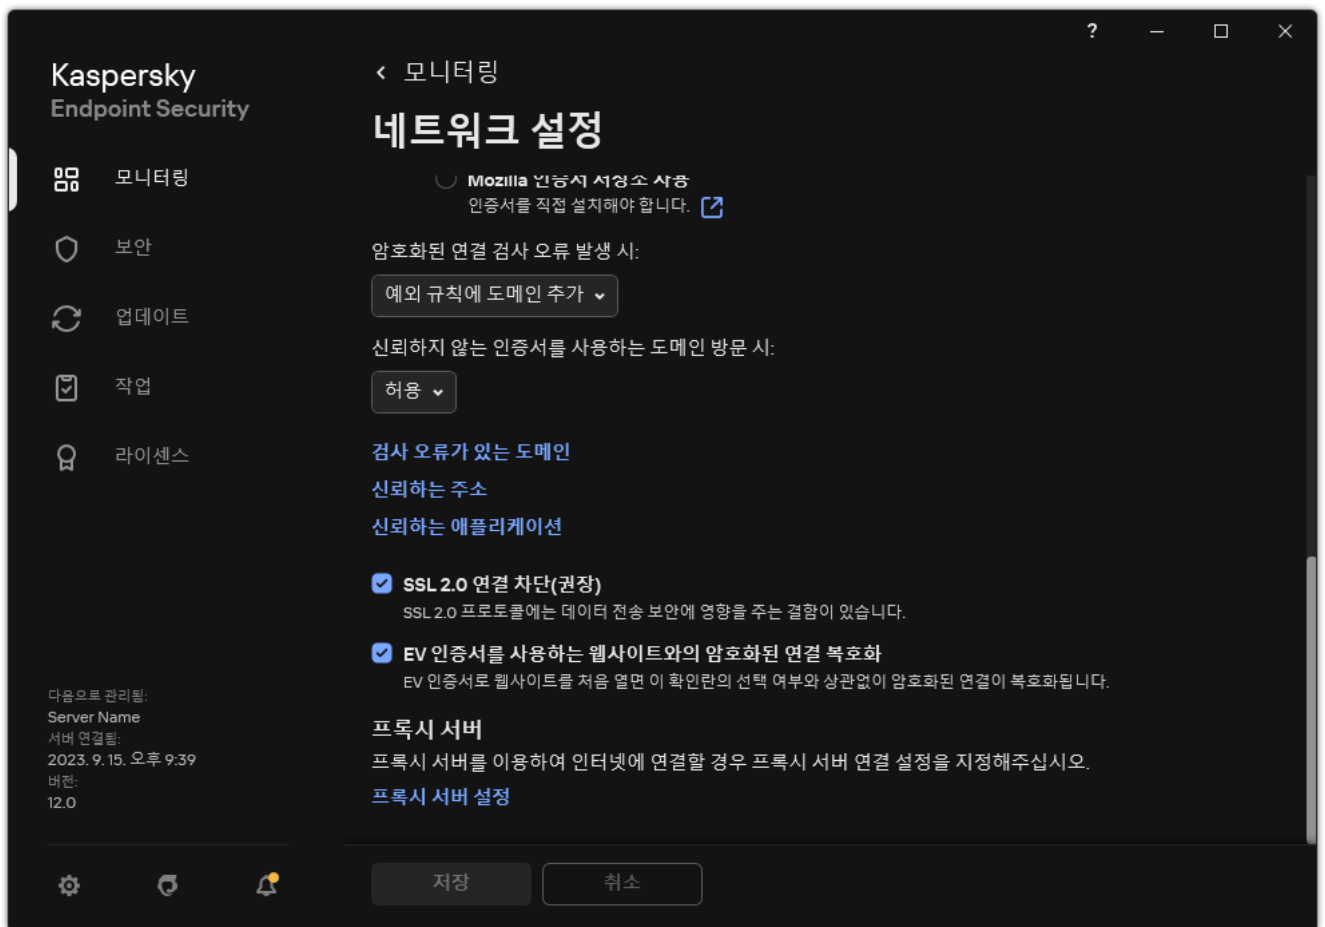 ?
Kaspersky
Endpoint Security
모니터링
보안
업데이트
작업
라이센스
다음으로 관리됨:
Server Name
서버 연결됨:
2023. 9. 15. 오후 9:39
버전:
12.0
모니터링
네트워크 설정
Mozilla 인증서 저장소 사용
인증서를 직접 설치해야 합니다.
암호화된 연결 검사 오류 발생 시:
예외 규칙에 도메인 추가
신뢰하지 않는 인증서를 사용하는 도메인 방문 시:
허용
검사 오류가 있는 도메인
신뢰하는 주소
신뢰하는 애플리케이션
SSL 2.0 연결 차단(권장)
SSL 2.0 프로토콜에는 데이터 전송 보안에 영향을 주는 결함이 있습니다.
EV 인증서를 사용하는 웹사이트와의 암호화된 연결 복호화
EV 인증서로 웹사이트를 처음 열면 이 확인란의 선택 여부와 상관없이 암호화된 연결이 복호화됩니다.
프록시 서버
프록시 서버를 이용하여 인터넷에 연결할 경우 프록시 서버 연결 설정을 지정해주십시오.
프록시 서버 설정
저장
취소